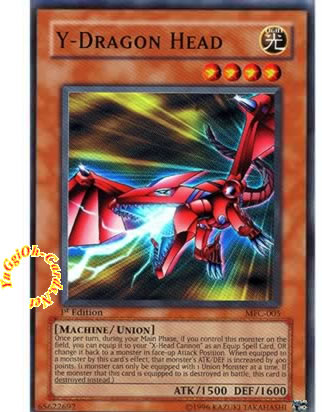 Y-Dragon Head
LIGHT
光
1st Edition
MFC-005
[Machine/Union]
Once per turn, during your Main Phase, if you control this monster on the
field, you can equip it to your "X-Head Cannon" as an Equip Spell Card, OR
change it back to a monster in face-up Attack Position. When equipped to
a monster by this card's effect, that monster's ATK/DEF is increased by 400
points. (1 monster can only be equipped with 1 Union Monster at a time. If
the monster that this card is equipped to is destroyed in battle, this card is
destroyed instead.)
ATK/1500 DEF/1600
65622692
©1996 KAZUKI TAKAHASHI
YuGgiOh-Cards.Net